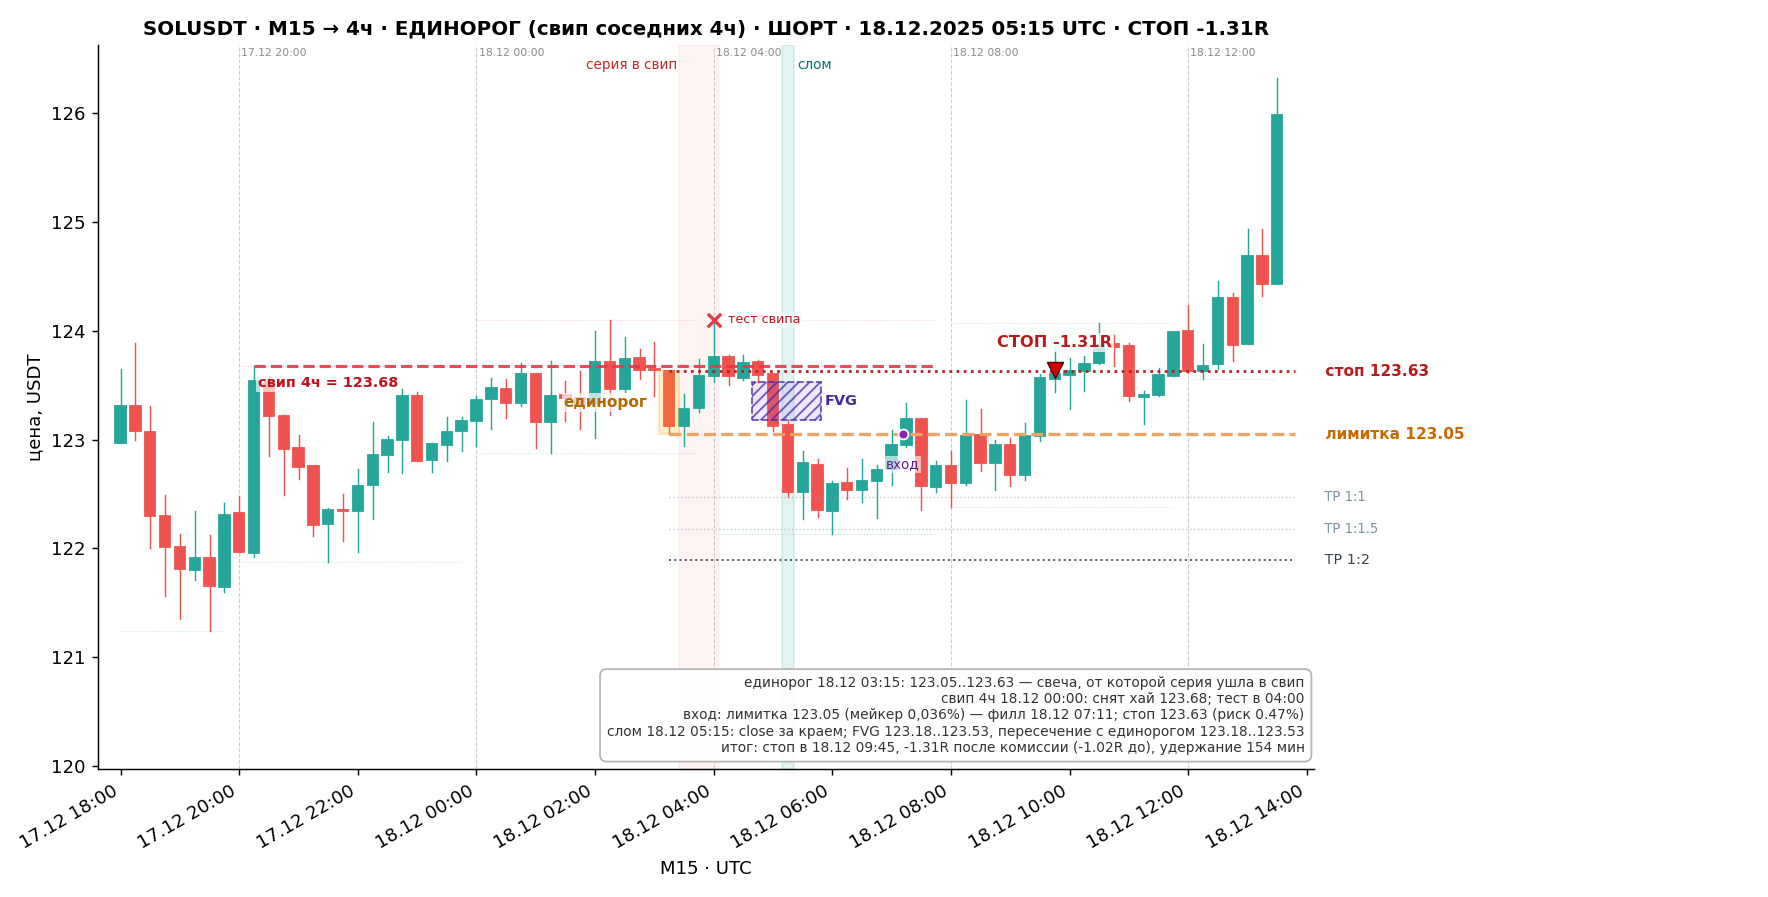 SOLUSDT · M15 → 4ч · ЕДИНОРОГ (свип соседних 4ч) · ШОРТ · 18.12.2025 05:15 UTC · СТОП -1.31R
17.12 20:00
18.12 00:00
18.12 04:00
18.12 08:00
18.12 12:00
серия в свип
слом
126
125
124
123
122
121
120
цена, USDT
тест свипа
СТОП -1.31R
свип 4ч = 123.68
единорог
FVG
вход
стоп 123.63
лимитка 123.05
TP 1:1
TP 1:1.5
TP 1:2
единорог 18.12 03:15: 123.05..123.63 — свеча, от которой серия ушла в свип
свип 4ч 18.12 00:00: снят хай 123.68; тест в 04:00
вход: лимитка 123.05 (мейкер 0,036%) — филл 18.12 07:11; стоп 123.63 (риск 0.47%)
слом 18.12 05:15: close за краем; FVG 123.18..123.53, пересечение с единорогом 123.18..123.53
итог: стоп в 18.12 09:45, -1.31R после комиссии (-1.02R до), удержание 154 мин
17.12 18:00
17.12 20:00
17.12 22:00
18.12 00:00
18.12 02:00
18.12 04:00
18.12 06:00
18.12 08:00
18.12 10:00
18.12 12:00
18.12 14:00
M15 · UTC